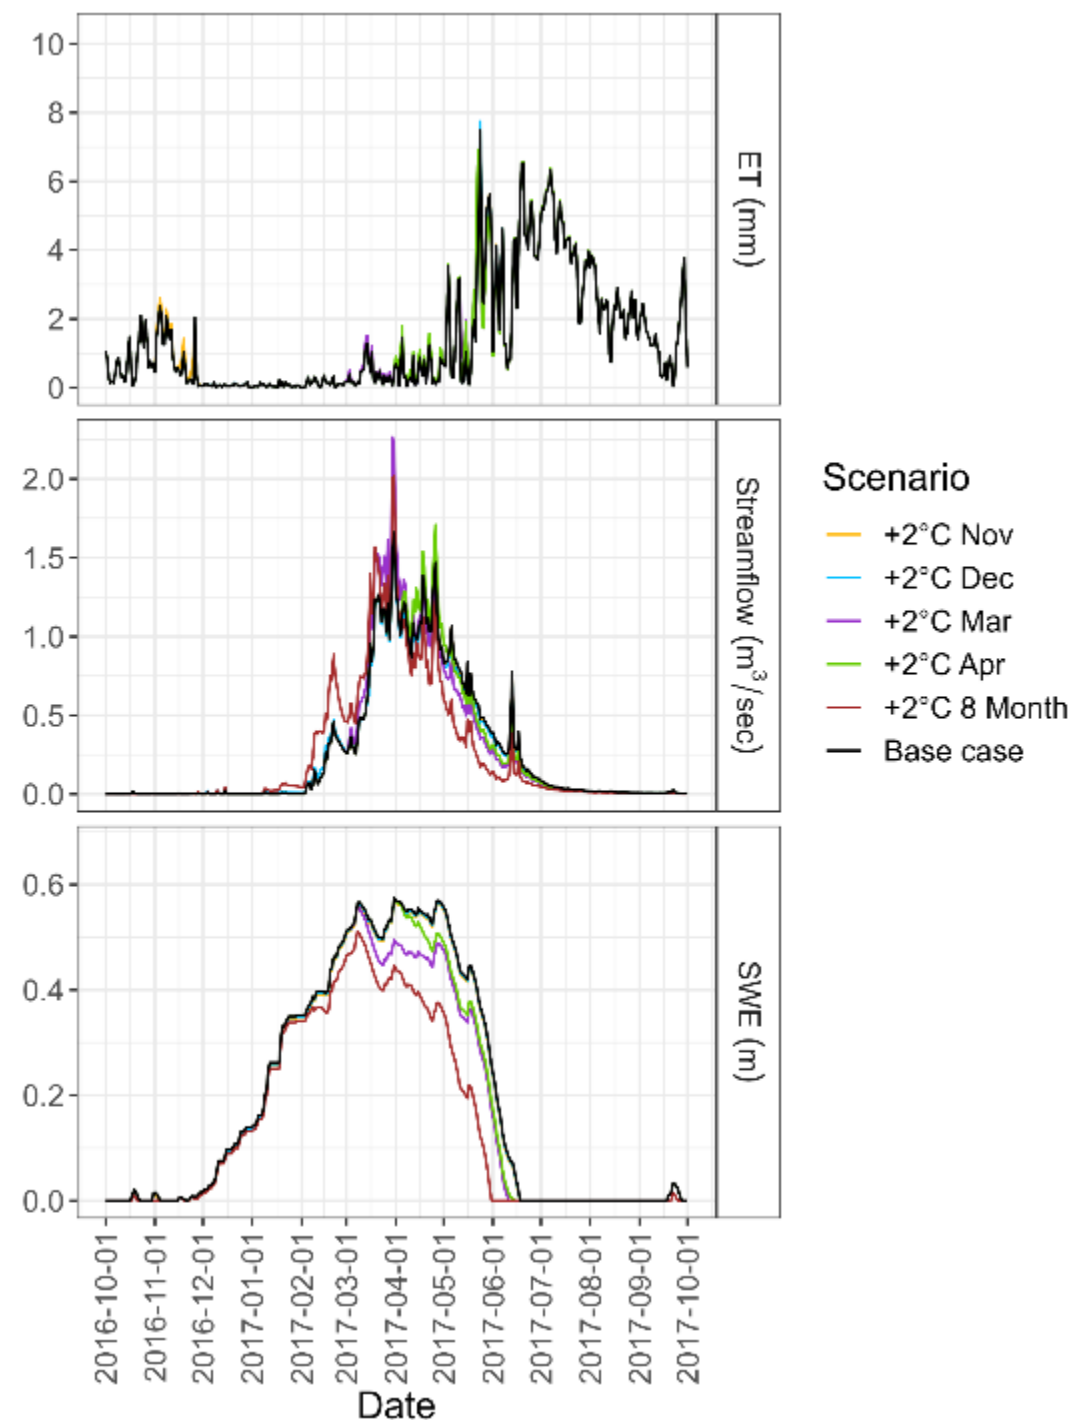 10
8
6
4
2
0
ET (mm)
2.0
1.5
1.0
0.5
0.0
Streamflow (m³/sec)
0.6
0.4
0.2
0.0
SWE (m)
2016-10-01
2016-11-01
2016-12-01
2017-01-01
2017-02-01
2017-03-01
2017-04-01
2017-05-01
2017-06-01
2017-07-01
2017-08-01
2017-09-01
2017-10-01
Date
Scenario
+2°C Nov
+2°C Dec
+2°C Mar
+2°C Apr
+2°C 8 Month
Base case